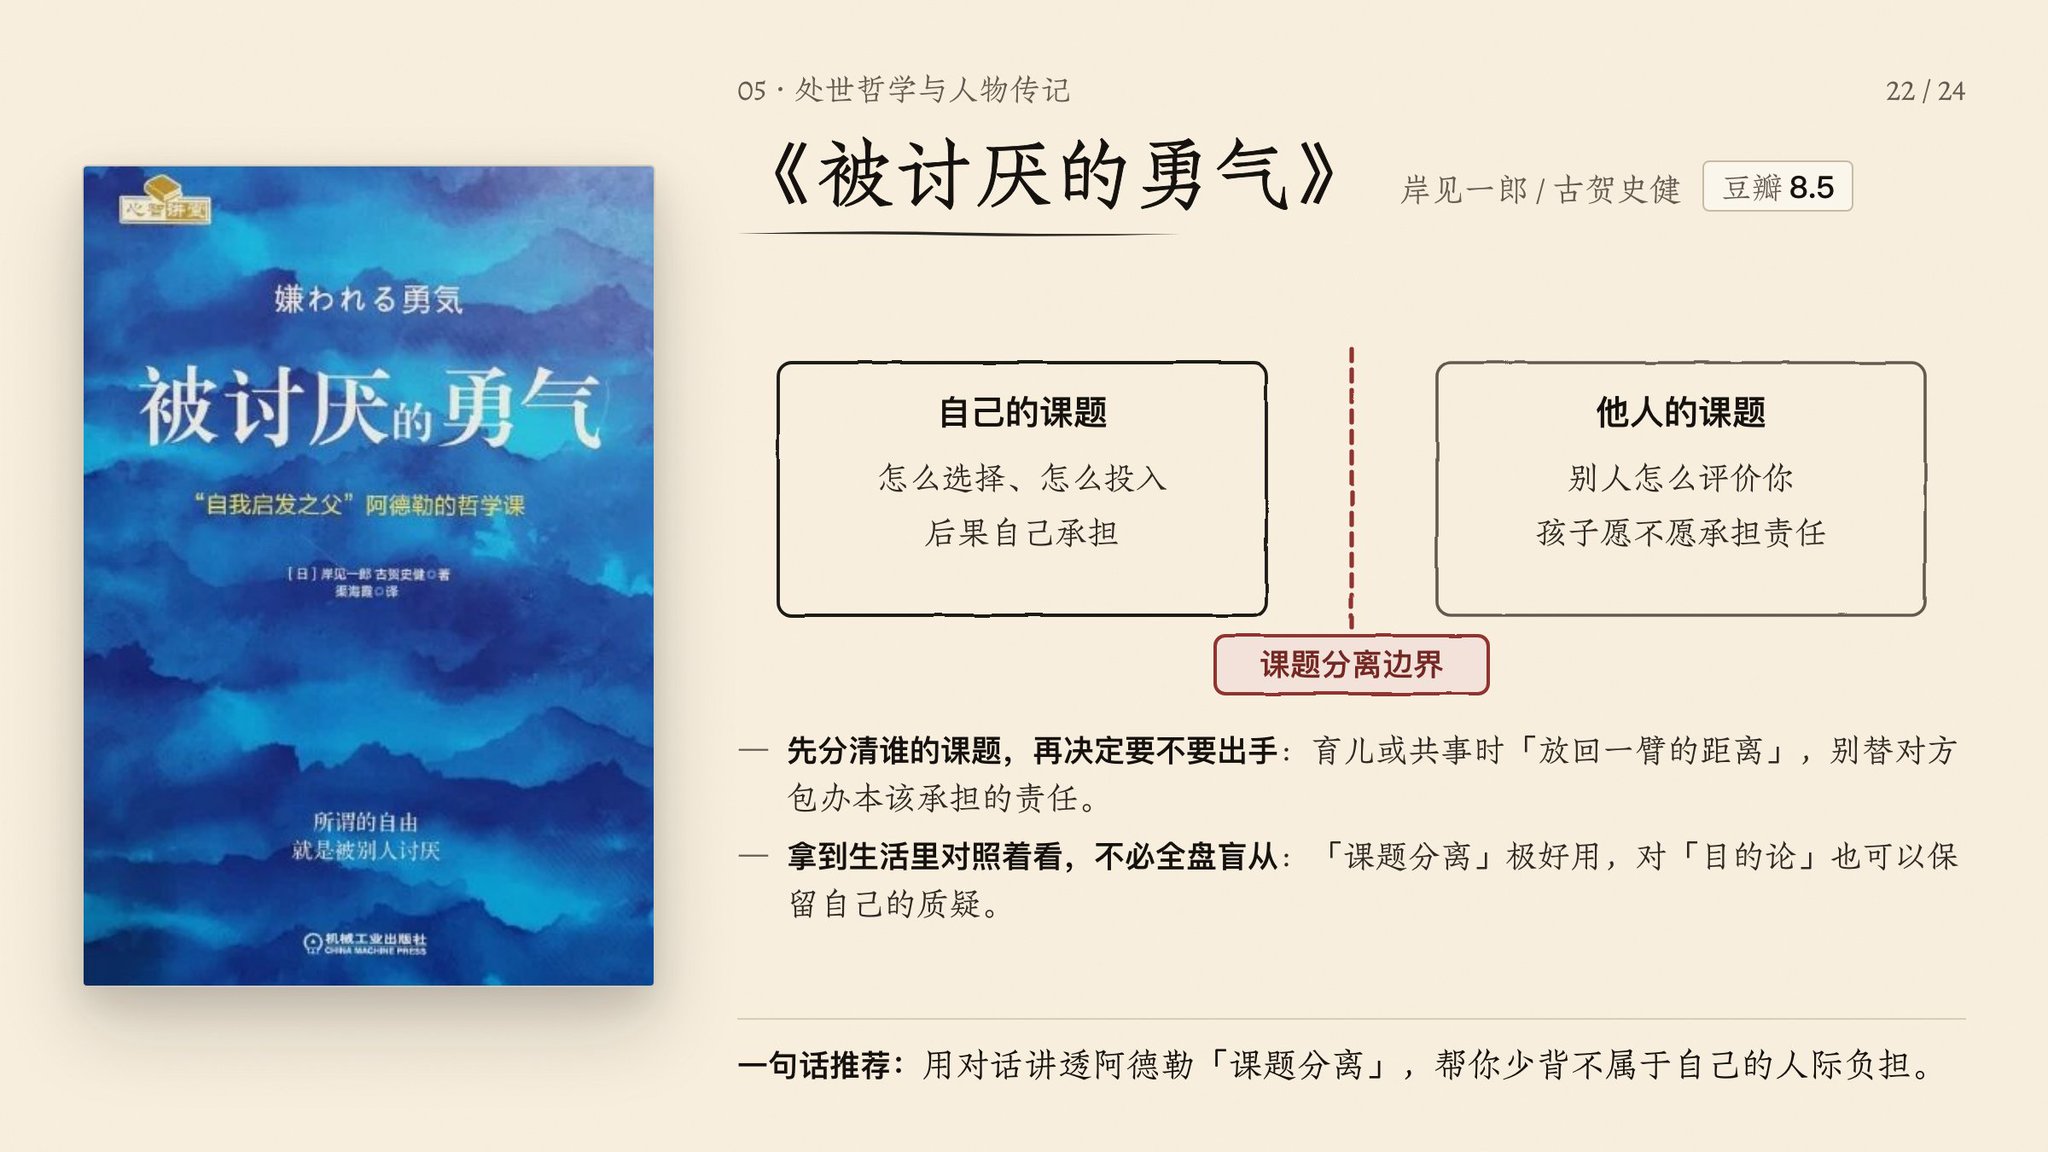 05 · 处世哲学与人物传记
22 / 24
《被讨厌的勇气》
岸见一郎 / 古贺史健
豆瓣 8.5
心智讲堂
嫌われる勇気
被讨厌的勇气
“自我启发之父”阿德勒的哲学课
［日］岸见一郎 古贺史健◎著
渠海霞◎译
所谓的自由
就是被别人讨厌
机械工业出版社
CHINA MACHINE PRESS
自己的课题
怎么选择、怎么投入
后果自己承担
他人的课题
别人怎么评价你
孩子愿不愿承担责任
课题分离边界
— 先分清谁的课题，再决定要不要出手：育儿或共事时「放回一臂的距离」，别替对方
包办本该承担的责任。
— 拿到生活里对照着看，不必全盘盲从：「课题分离」极好用，对「目的论」也可以保
留自己的质疑。
一句话推荐：用对话讲透阿德勒「课题分离」，帮你少背不属于自己的人际负担。